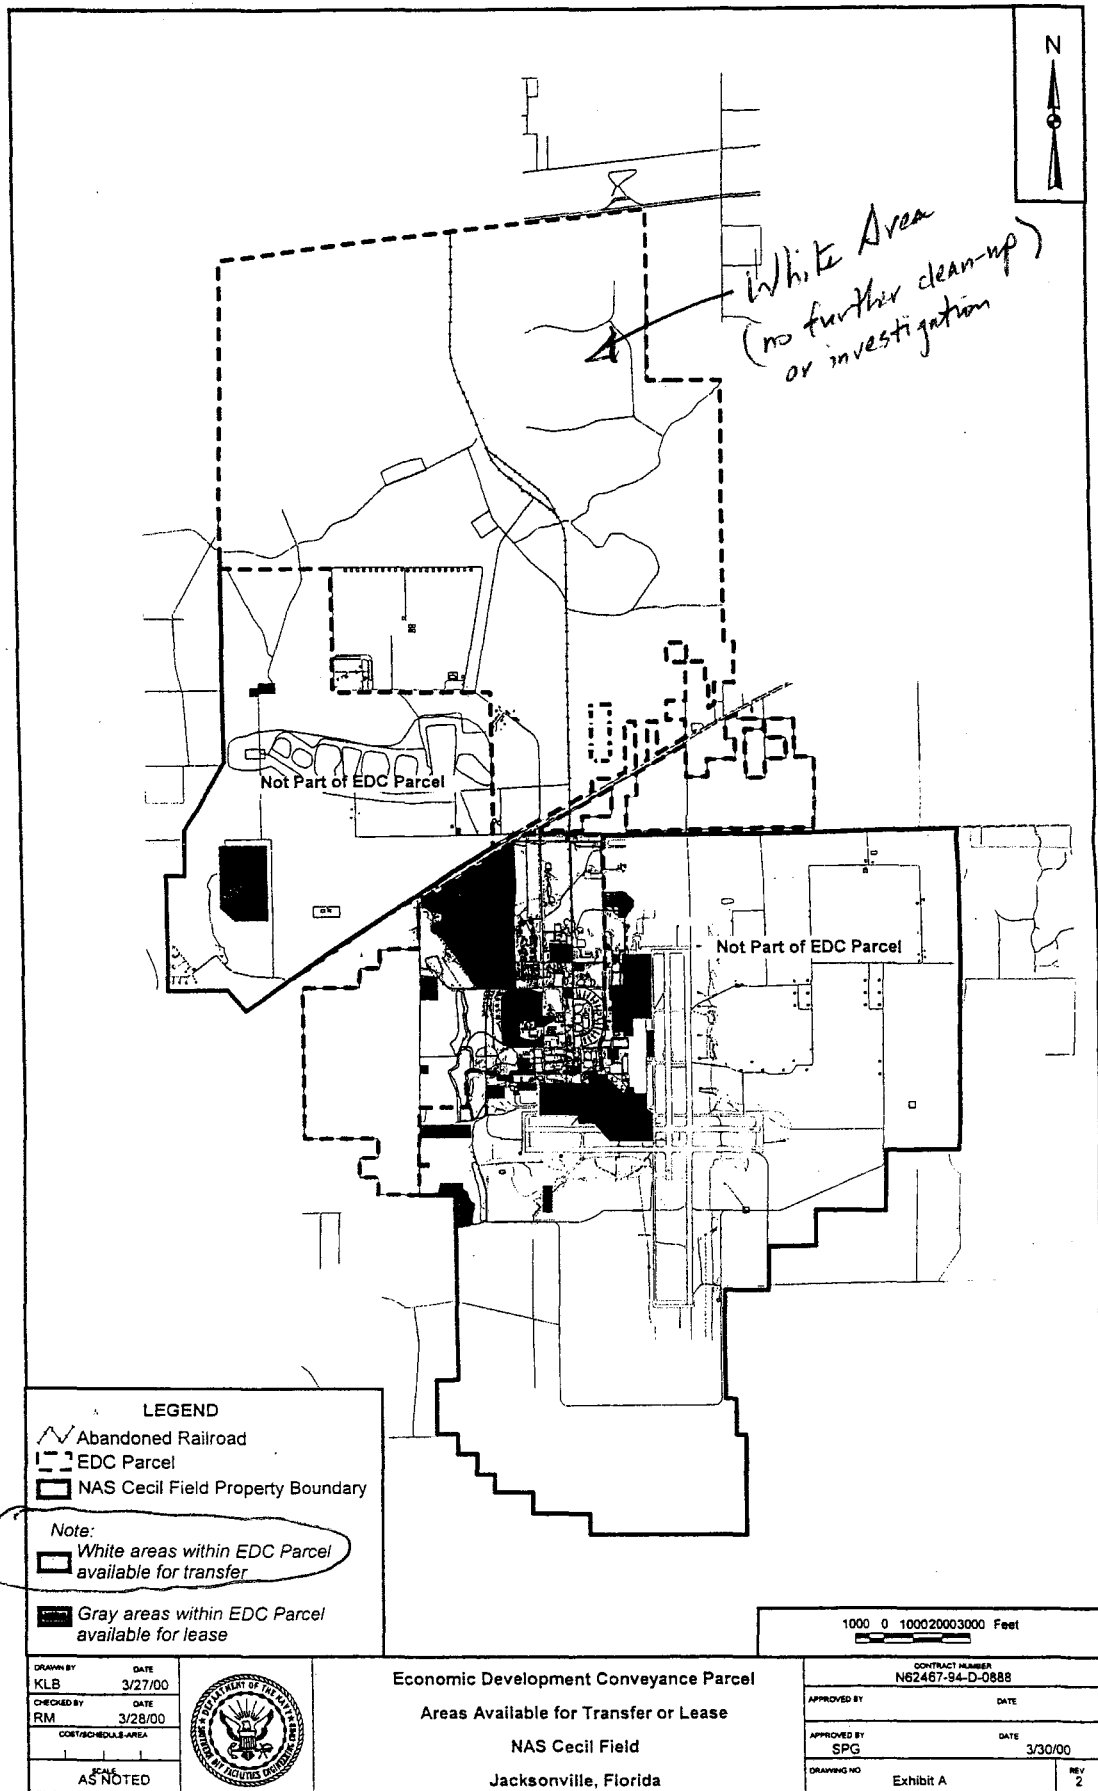 N
White Area
(no further clean-up)
or investigation
Not Part of EDC Parcel
Not Part of EDC Parcel
LEGEND
Abandoned Railroad
EDC Parcel
NAS Cecil Field Property Boundary
Note:
White areas within EDC Parcel
available for transfer
Gray areas within EDC Parcel
available for lease
1000 0 100020003000 Feet
DRAWN BY DATE
KLB 3/27/00
CHECKED BY DATE
RM 3/28/00
COST/SCHEDULE-AREA
SCALE
AS NOTED
DEPARTMENT OF THE NAVY
Economic Development Conveyance Parcel
Areas Available for Transfer or Lease
NAS Cecil Field
Jacksonville, Florida
CONTRACT NUMBER
N62467-94-D-0888
APPROVED BY DATE
APPROVED BY DATE
SPG 3/30/00
DRAWING NO
Exhibit A
REV
2